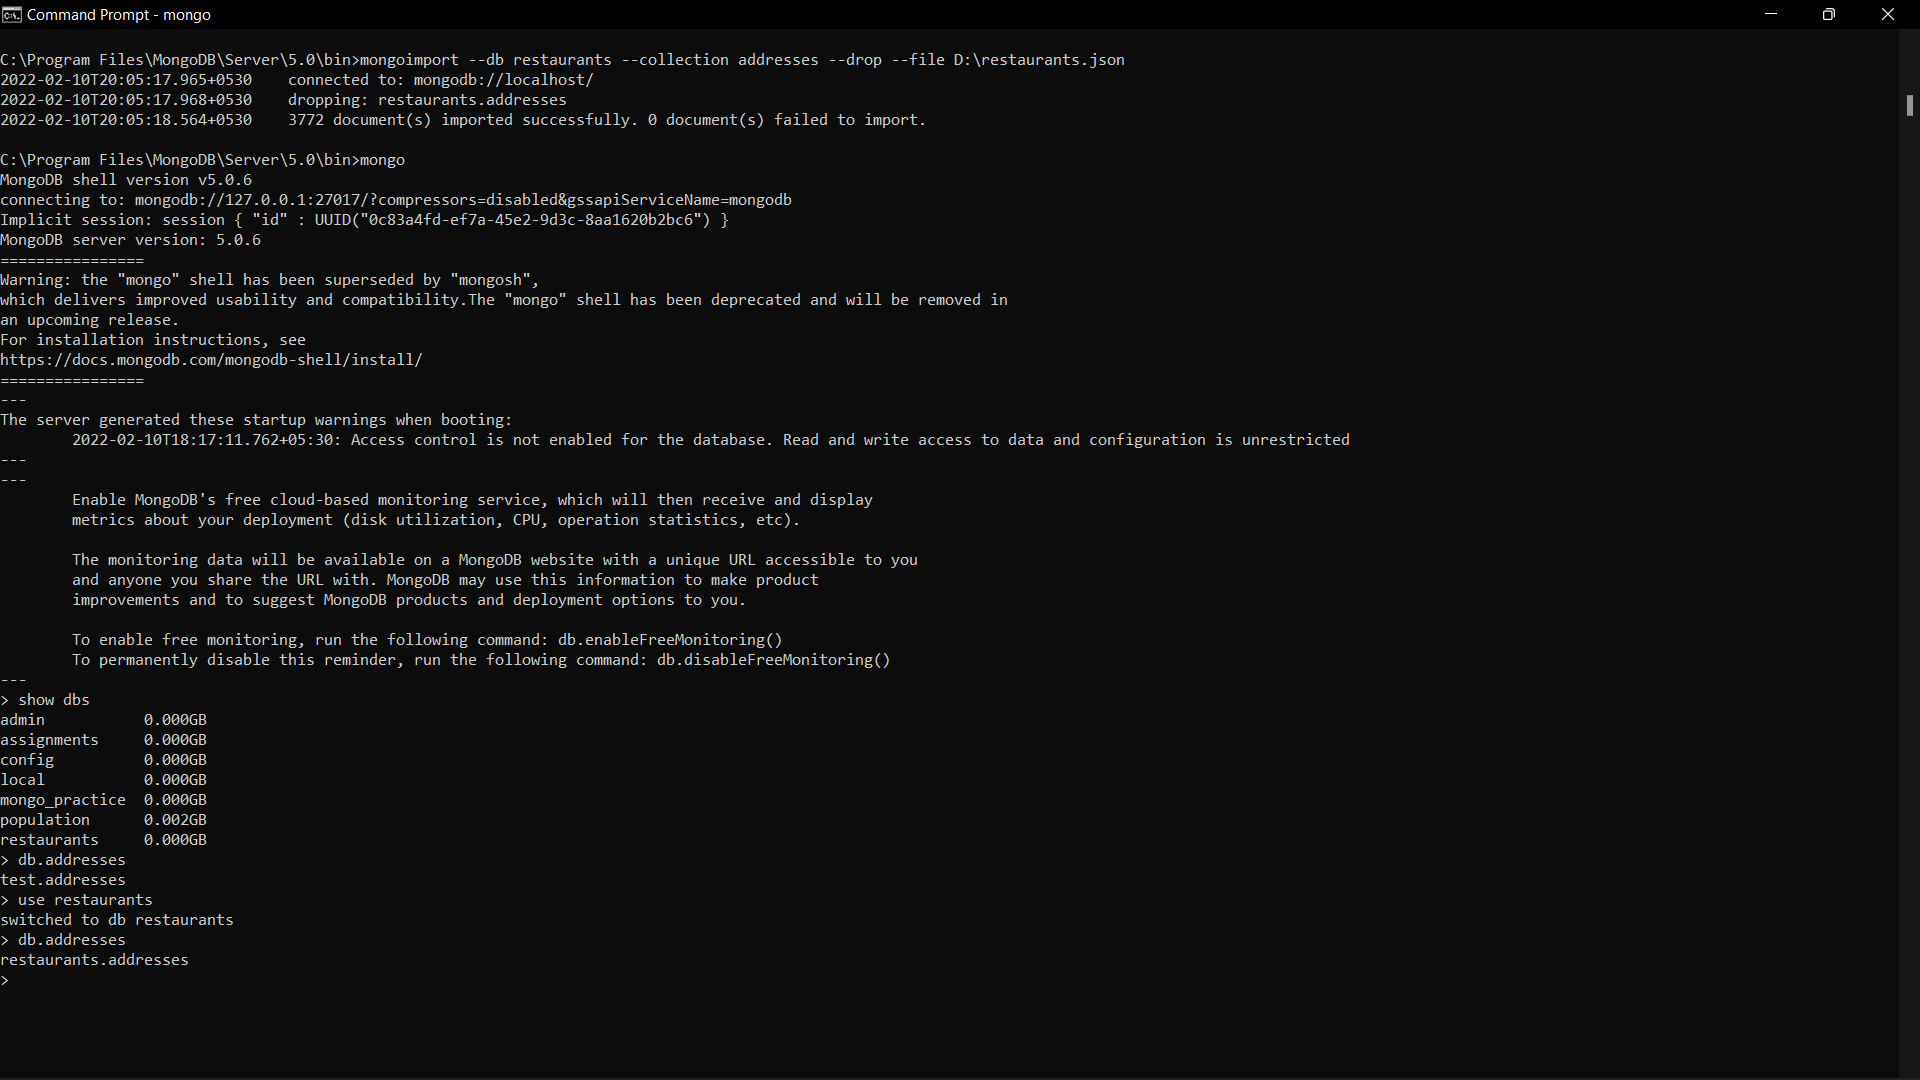 Command Prompt - mongo
C:\Program Files\MongoDB\Server\5.0\bin>mongoimport --db restaurants --collection addresses --drop --file D:\restaurants.json
2022-02-10T20:05:17.965+0530    connected to: mongodb://localhost/
2022-02-10T20:05:17.968+0530    dropping: restaurants.addresses
2022-02-10T20:05:18.564+0530    3772 document(s) imported successfully. 0 document(s) failed to import.
C:\Program Files\MongoDB\Server\5.0\bin>mongo
MongoDB shell version v5.0.6
connecting to: mongodb://127.0.0.1:27017/?compressors=disabled&gssapiServiceName=mongodb
Implicit session: session { "id" : UUID("0c83a4fd-ef7a-45e2-9d3c-8aa1620b2bc6") }
MongoDB server version: 5.0.6
================
Warning: the "mongo" shell has been superseded by "mongosh",
which delivers improved usability and compatibility.The "mongo" shell has been deprecated and will be removed in
an upcoming release.
For installation instructions, see
https://docs.mongodb.com/mongodb-shell/install/
================
---
The server generated these startup warnings when booting:
        2022-02-10T18:17:11.762+05:30: Access control is not enabled for the database. Read and write access to data and configuration is unrestricted
---
---
        Enable MongoDB's free cloud-based monitoring service, which will then receive and display
        metrics about your deployment (disk utilization, CPU, operation statistics, etc).
        The monitoring data will be available on a MongoDB website with a unique URL accessible to you
        and anyone you share the URL with. MongoDB may use this information to make product
        improvements and to suggest MongoDB products and deployment options to you.
        To enable free monitoring, run the following command: db.enableFreeMonitoring()
        To permanently disable this reminder, run the following command: db.disableFreeMonitoring()
---
> show dbs
admin           0.000GB
assignments     0.000GB
config          0.000GB
local           0.000GB
mongo_practice  0.000GB
population      0.002GB
restaurants     0.000GB
> db.addresses
test.addresses
> use restaurants
switched to db restaurants
> db.addresses
restaurants.addresses
>